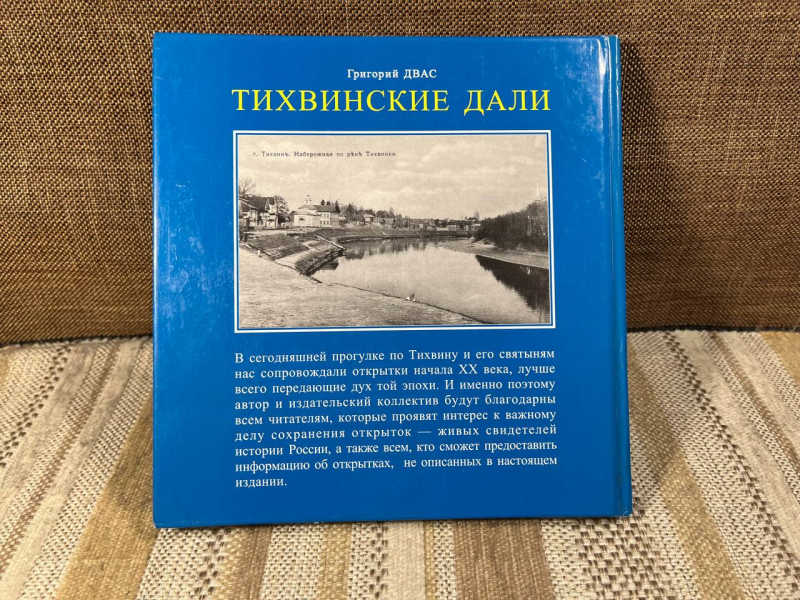 Григорий ДВАС
ТИХВИНСКИЕ ДАЛИ
г. Тихвинъ. Набережная по рѣкѣ Тихвинкѣ.
В сегодняшней прогулке по Тихвину и его святыням
нас сопровождали открытки начала XX века, лучше
всего передающие дух той эпохи. И именно поэтому
автор и издательский коллектив будут благодарны
всем читателям, которые проявят интерес к важному
делу сохранения открыток — живых свидетелей
истории России, а также всем, кто сможет предоставить
информацию об открытках, не описанных в настоящем
издании.